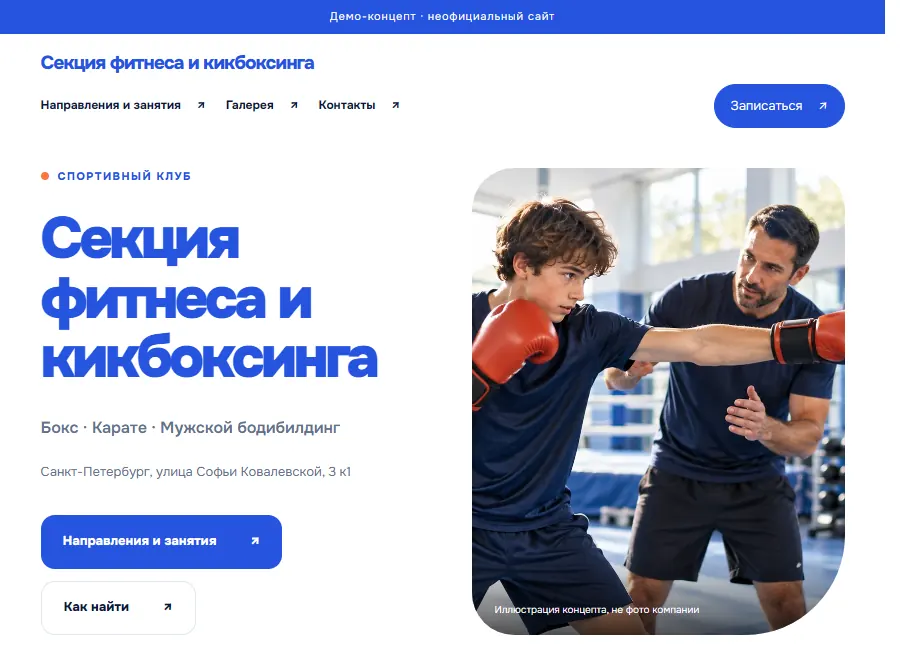 Демо-концепт · неофициальный сайт
Секция фитнеса и кикбоксинга
Направления и занятия ↗ Галерея ↗ Контакты ↗
Записаться ↗
СПОРТИВНЫЙ КЛУБ
Секция
фитнеса и
кикбоксинга
Бокс · Карате · Мужской бодибилдинг
Санкт-Петербург, улица Софьи Ковалевской, 3 к1
Направления и занятия ↗
Как найти ↗
Иллюстрация концепта, не фото компании